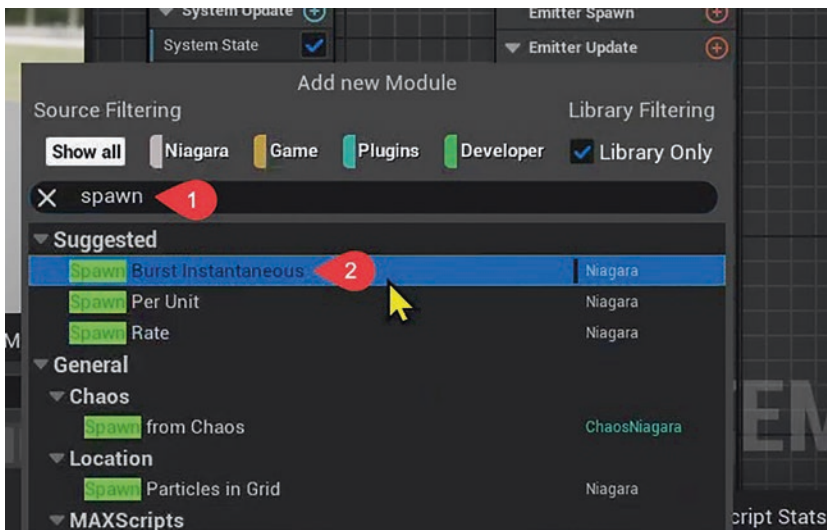 System Update
Emitter Spawn
System State
Emitter Update
Add new Module
Source Filtering
Library Filtering
Show all
Niagara
Game
Plugins
Developer
Library Only
spawn
1
Suggested
Spawn Burst Instantaneous
2
Niagara
Spawn Per Unit
Niagara
Spawn Rate
Niagara
General
Chaos
Spawn from Chaos
ChaosNiagara
Location
Spawn Particles in Grid
Niagara
MAXScripts